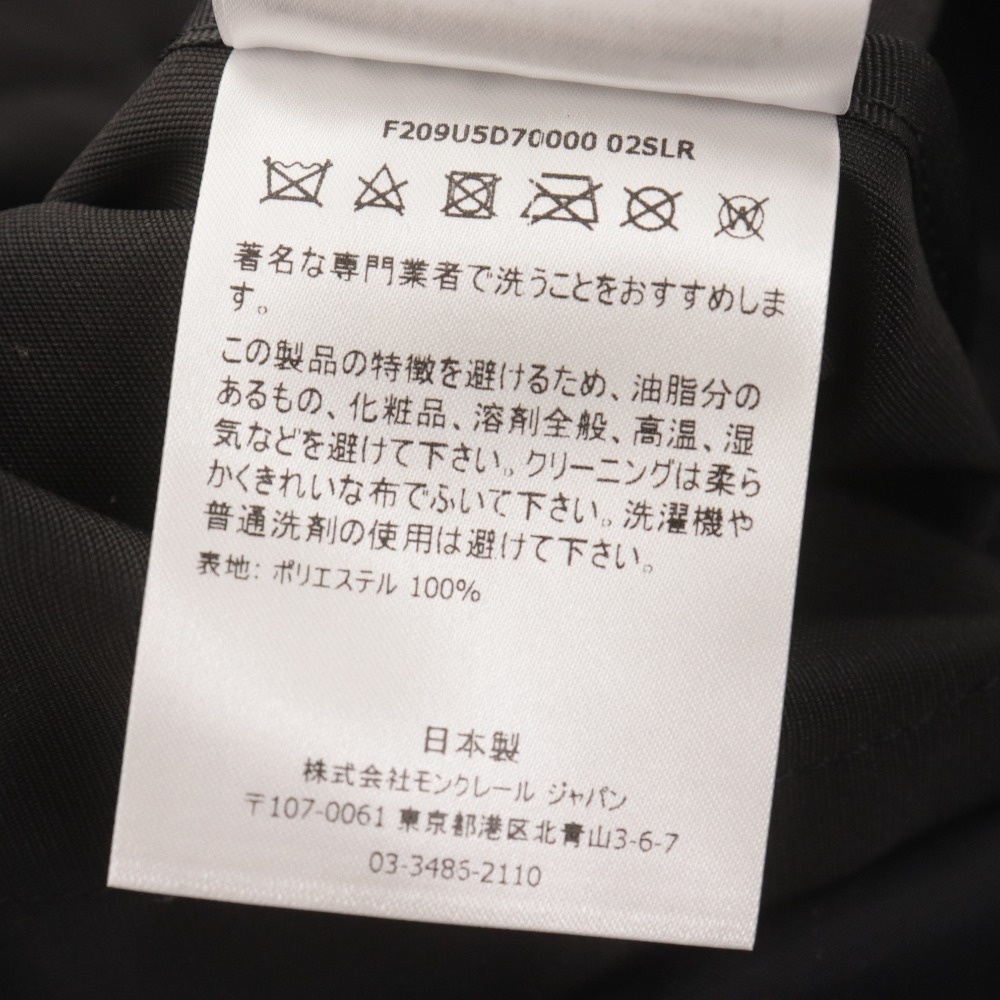 F209U5D70000 02SLR
著名な専門業者で洗うことをおすすめしま
す。
この製品の特徴を避けるため、油脂分の
あるもの、化粧品、溶剤全般、高温、湿
気などを避けて下さい。クリーニングは柔ら
かくきれいな布でふいて下さい。洗濯機や
普通洗剤の使用は避けて下さい。
表地: ポリエステル 100%
日本製
株式会社モンクレール ジャパン
〒107-0061 東京都港区北青山3-6-7
03-3486-2110